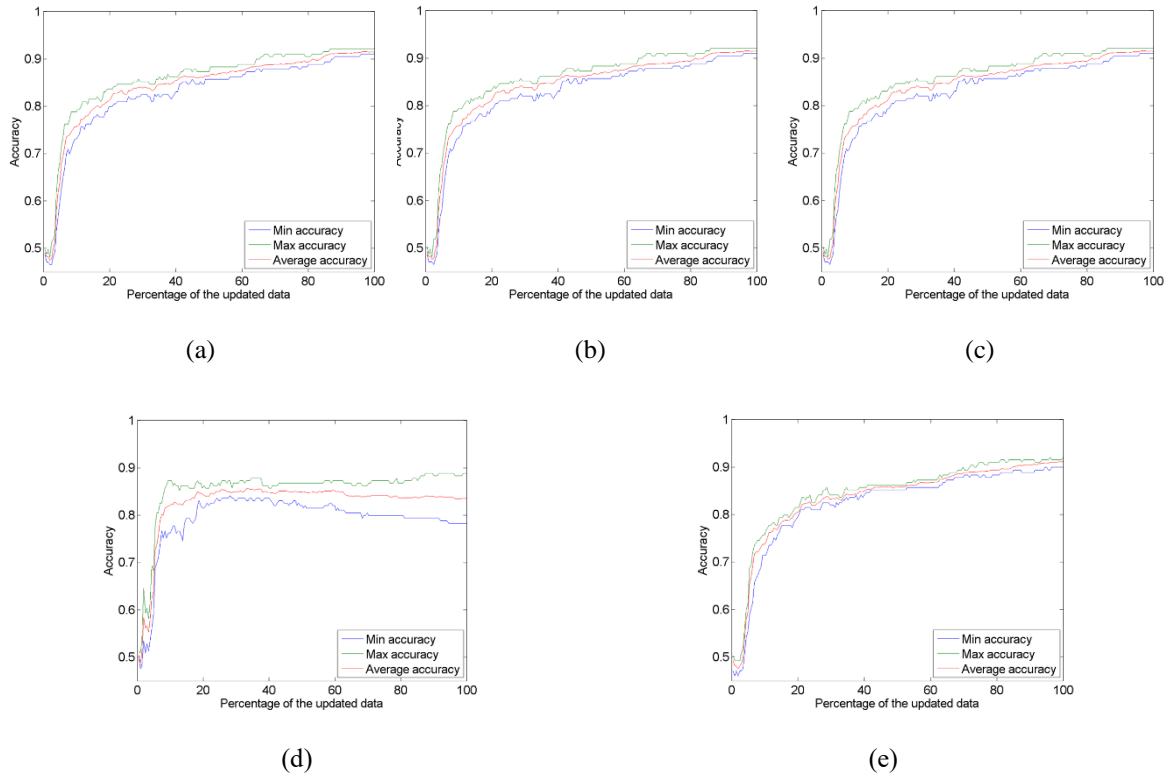 1
0.9
0.8
0.7
0.6
0.5
Accuracy
Min accuracy
Max accuracy
Average accuracy
0 20 40 60 80 100
Percentage of the updated data
(a)
1
0.9
0.8
0.7
0.6
0.5
Accuracy
Min accuracy
Max accuracy
Average accuracy
0 20 40 60 80 100
Percentage of the updated data
(b)
1
0.9
0.8
0.7
0.6
0.5
Accuracy
Min accuracy
Max accuracy
Average accuracy
0 20 40 60 80 100
Percentage of the updated data
(c)
1
0.9
0.8
0.7
0.6
0.5
Accuracy
Min accuracy
Max accuracy
Average accuracy
0 20 40 60 80 100
Percentage of the updated data
(d)
1
0.9
0.8
0.7
0.6
0.5
Accuracy
Min accuracy
Max accuracy
Average accuracy
0 20 40 60 80 100
Percentage of the updated data
(e)